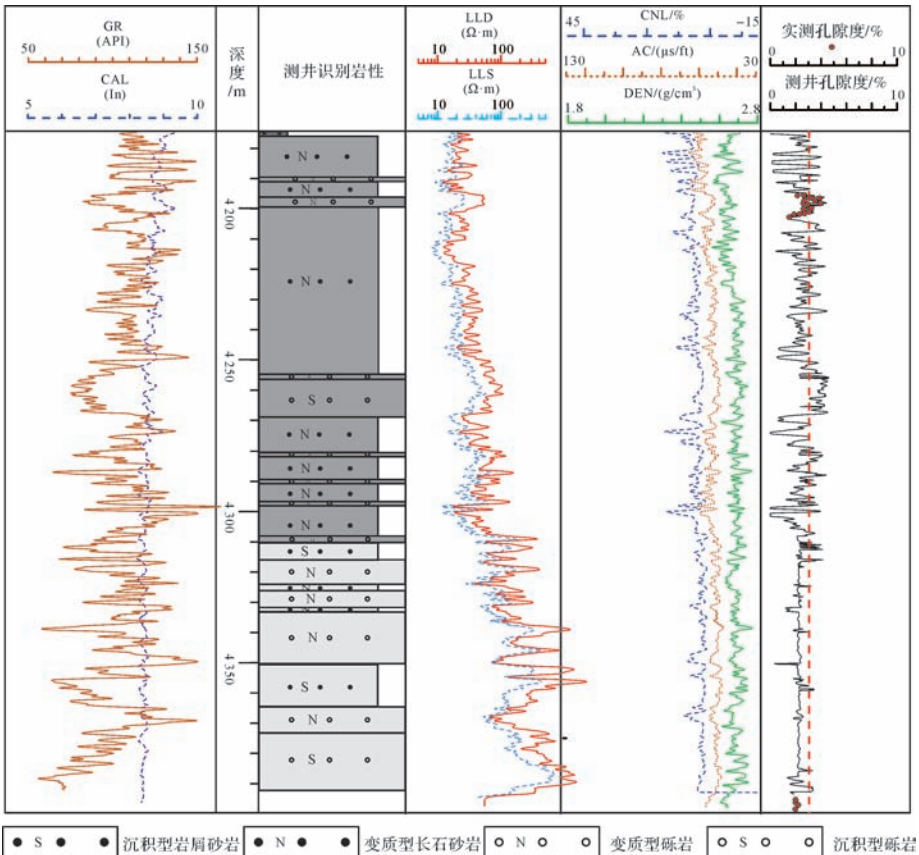 GR
(API)
50 150
CAL
(In)
5 10
深度/m
测井识别岩性
LLD
(Ω·m)
10 100
LLS
(Ω·m)
10 100
45 CNL/% −15
AC/(μs/ft)
130 30
DEN/(g/cm³)
1.8 2.8
实测孔隙度/%
0 10
测井孔隙度/%
0 10
N
N
N
4 200
N
4 250
S
N
N
N
4 300
N
S
N
S
N
N
N
4 350
S
N
S
S 沉积型岩屑砂岩
N 变质型长石砂岩
N 变质型砾岩
S 沉积型砾岩